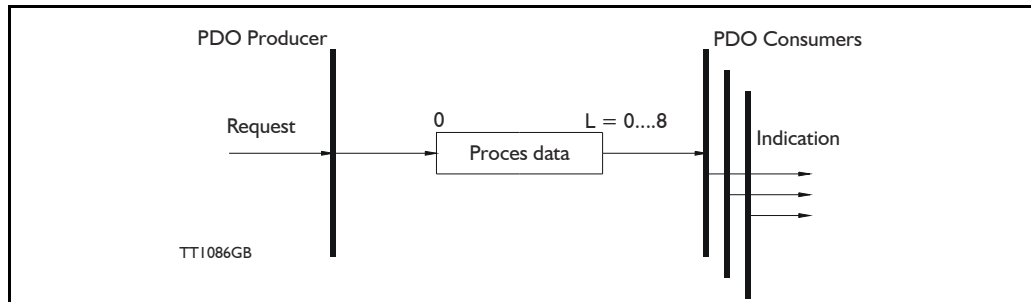 PDO Producer
PDO Consumers
Request
0
L = 0....8
Proces data
Indication
TT1086GB